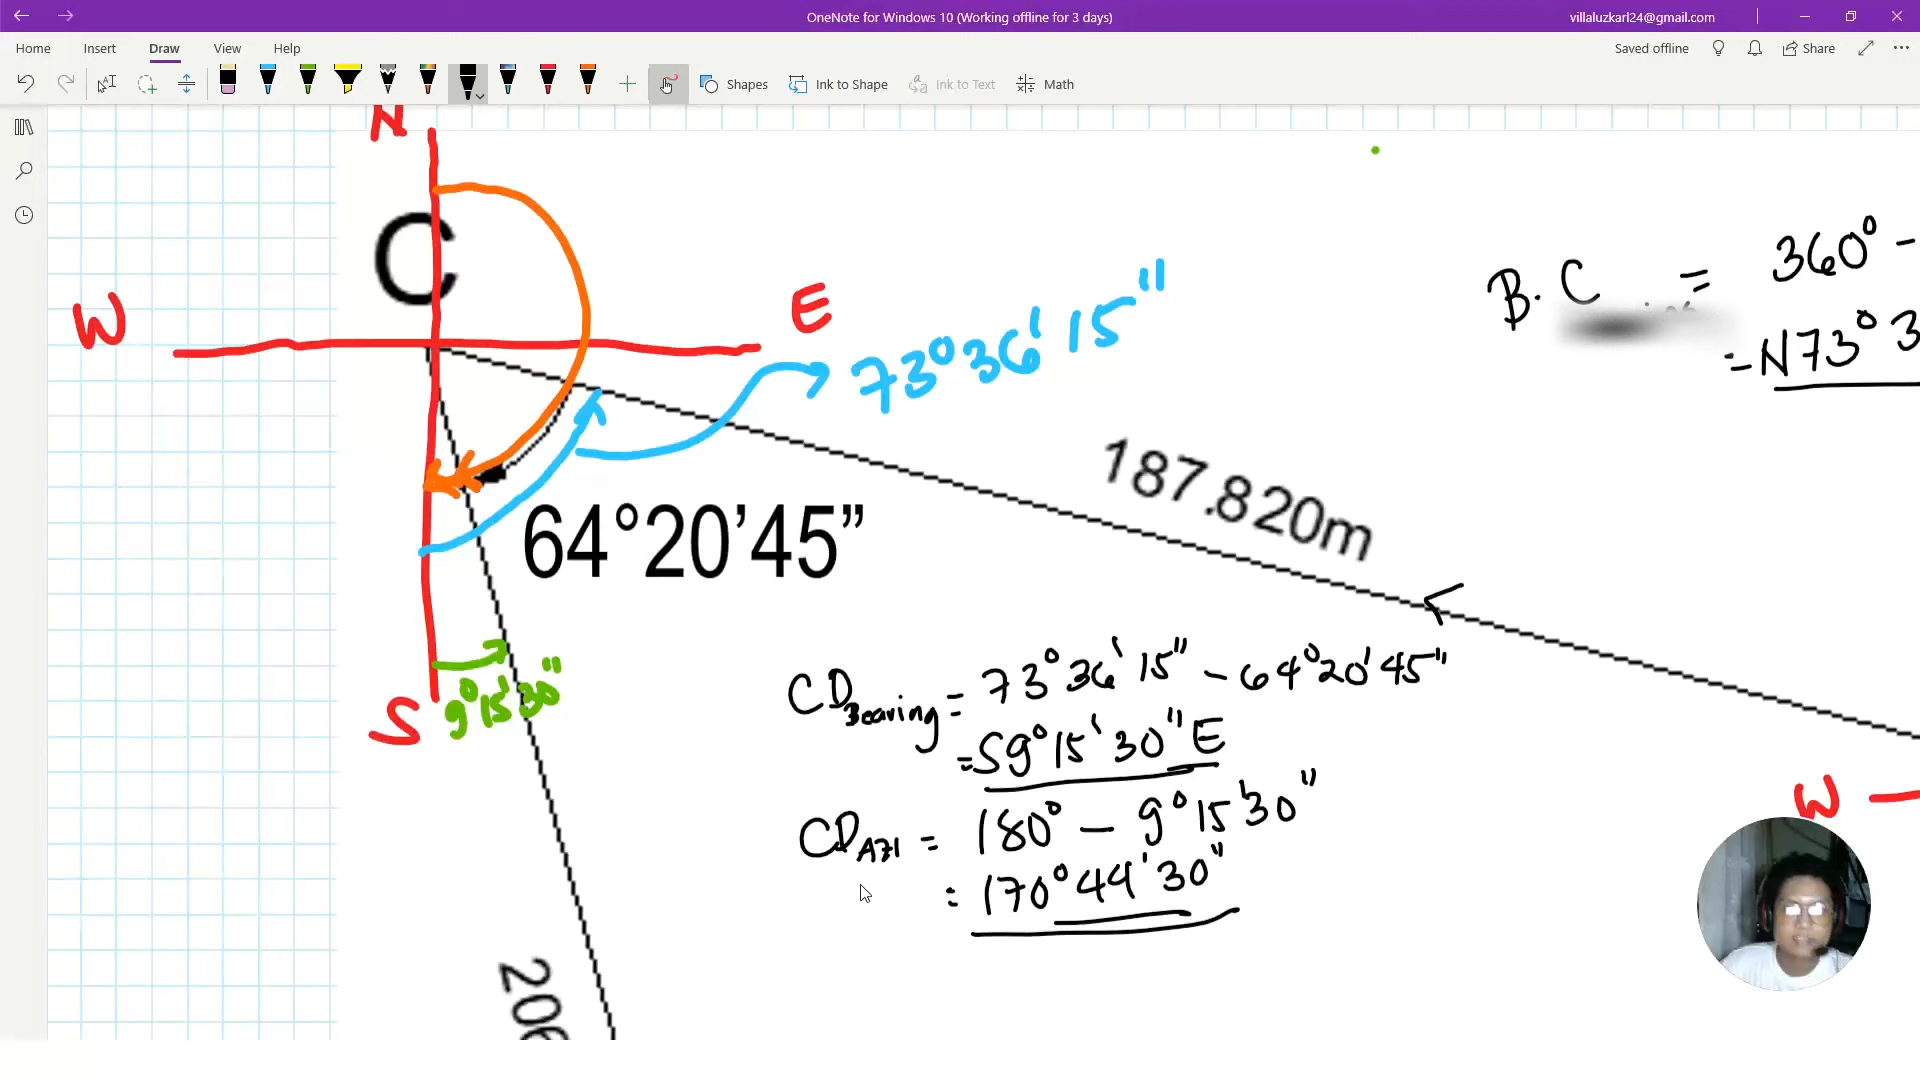 OneNote for Windows 10 (Working offline for 3 days)
villaluzkarl24@gmail.com
Home Insert Draw View Help
Saved offline
Share
Shapes
Ink to Shape
Ink to Text
Math
N
C
W
E
73°36'15"
B.C = 360° -
= N73° 3
187.820m
64°20’45”
S
9°15'30"
CD Bearing = 73°36'15" - 64°20'45"
= S9°15'30"E
CD AZI = 180° - 9°15'30"
= 170°44'30"
W
206